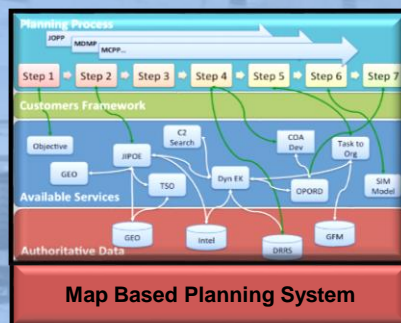 Planning Process
JOPP
MDMP
MCPP...
Step 1 Step 2 Step 3 Step 4 Step 5 Step 6 Step 7
Customers Framework
Objective
JIPOE
C2
Search
COA
Dev
Task to
Org
GEO
TSO
Dyn EK
OPORD
SIM
Model
Available Services
GEO
Intel
DRRS
GFM
Authoritative Data
Map Based Planning System